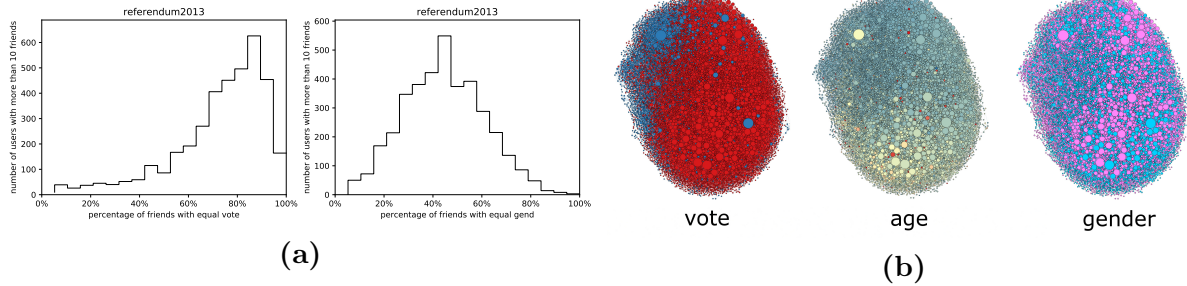 referendum2013
number of users with more than 10 friends
600
500
400
300
200
100
0
0%
20%
40%
60%
80%
100%
percentage of friends with equal vote
referendum2013
number of users with more than 10 friends
600
500
400
300
200
100
0
0%
20%
40%
60%
80%
100%
percentage of friends with equal gend
(a)
vote
age
gender
(b)